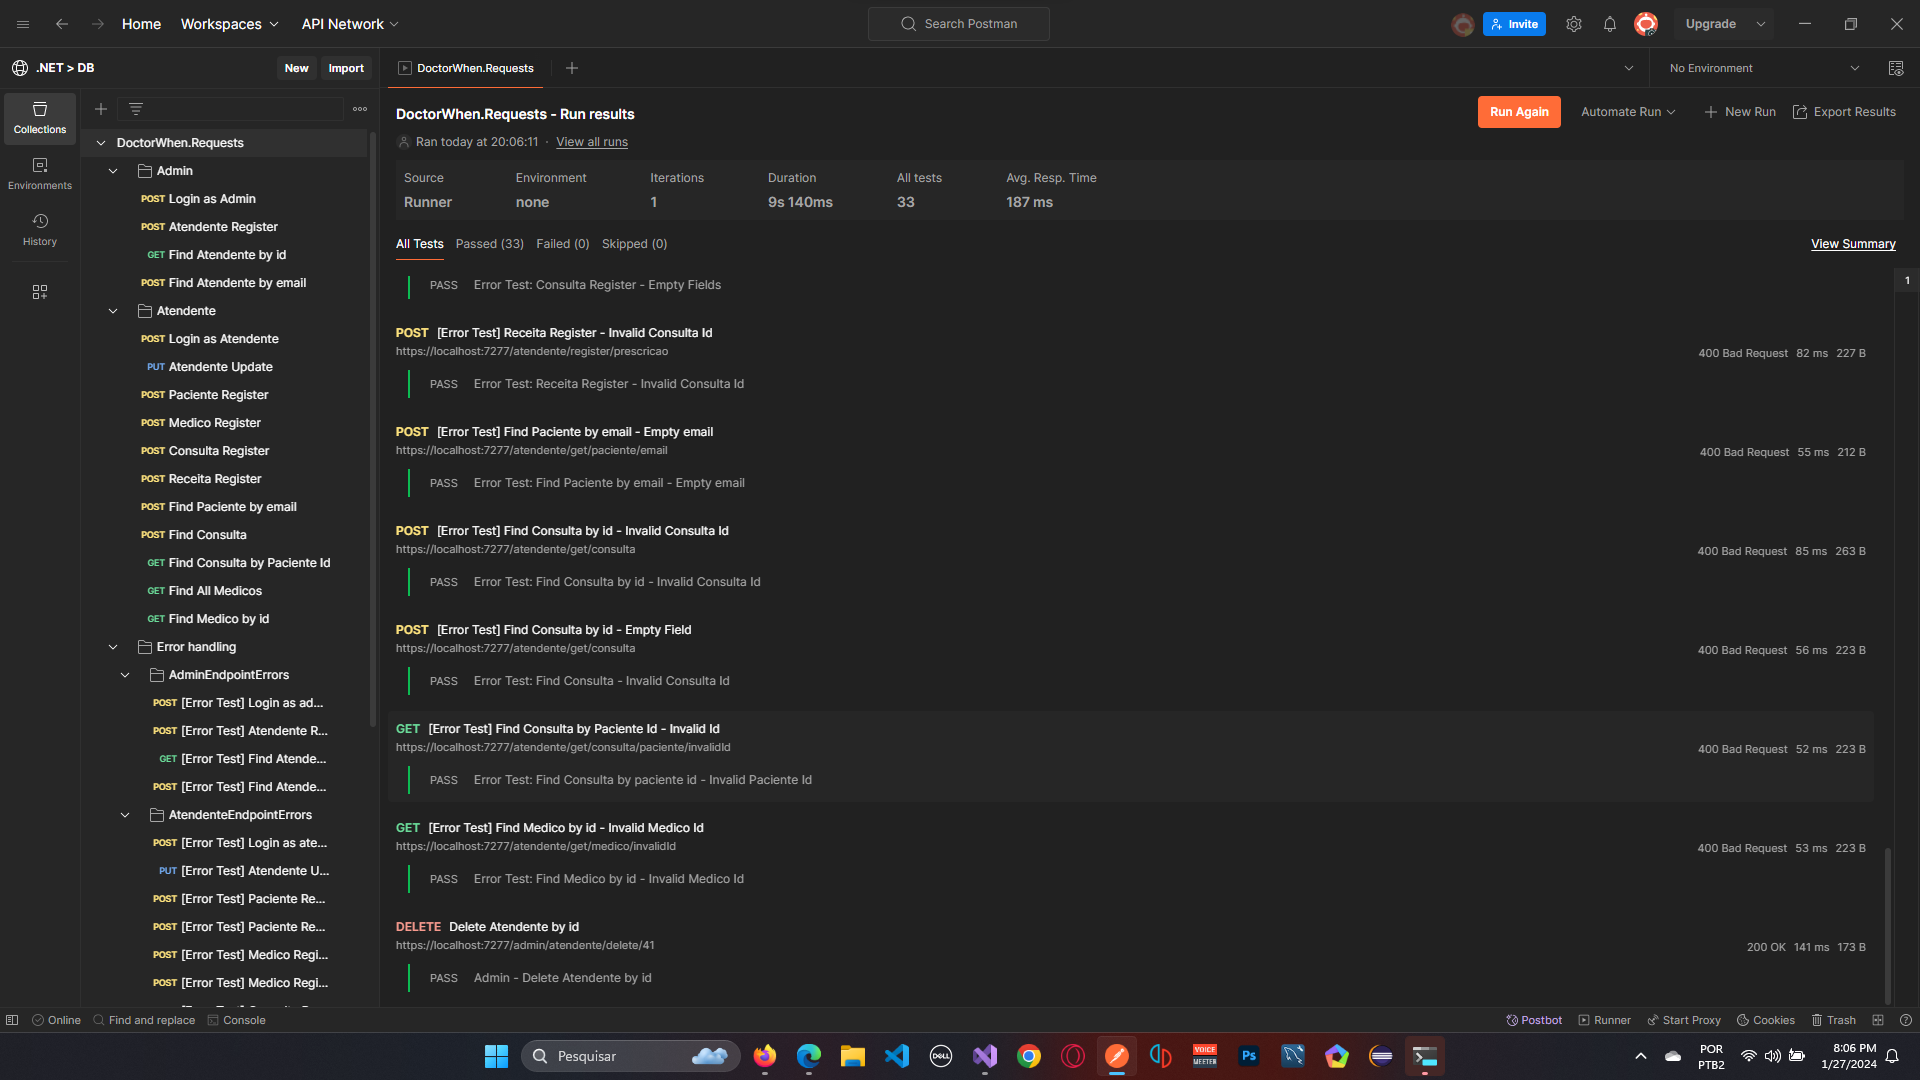 Home
Workspaces
API Network
Search Postman
Invite
Upgrade
.NET > DB
New
Import
DoctorWhen.Requests
No Environment
Collections
Environments
History
DoctorWhen.Requests
Admin
POST Login as Admin
POST Atendente Register
GET Find Atendente by id
POST Find Atendente by email
Atendente
POST Login as Atendente
PUT Atendente Update
POST Paciente Register
POST Medico Register
POST Consulta Register
POST Receita Register
POST Find Paciente by email
POST Find Consulta
GET Find Consulta by Paciente Id
GET Find All Medicos
GET Find Medico by id
Error handling
AdminEndpointErrors
POST [Error Test] Login as ad...
POST [Error Test] Atendente R...
GET [Error Test] Find Atende...
POST [Error Test] Find Atende...
AtendenteEndpointErrors
POST [Error Test] Login as ate...
PUT [Error Test] Atendente U...
POST [Error Test] Paciente Re...
POST [Error Test] Paciente Re...
POST [Error Test] Medico Regi...
POST [Error Test] Medico Regi...
DoctorWhen.Requests - Run results
Run Again
Automate Run
New Run
Export Results
Ran today at 20:06:11 · View all runs
Source Environment Iterations Duration All tests Avg. Resp. Time
Runner none 1 9s 140ms 33 187 ms
All Tests Passed (33) Failed (0) Skipped (0)
View Summary
1
PASS Error Test: Consulta Register - Empty Fields
POST [Error Test] Receita Register - Invalid Consulta Id
https://localhost:7277/atendente/register/prescricao
400 Bad Request 82 ms 227 B
PASS Error Test: Receita Register - Invalid Consulta Id
POST [Error Test] Find Paciente by email - Empty email
https://localhost:7277/atendente/get/paciente/email
400 Bad Request 55 ms 212 B
PASS Error Test: Find Paciente by email - Empty email
POST [Error Test] Find Consulta by id - Invalid Consulta Id
https://localhost:7277/atendente/get/consulta
400 Bad Request 85 ms 263 B
PASS Error Test: Find Consulta by id - Invalid Consulta Id
POST [Error Test] Find Consulta by id - Empty Field
https://localhost:7277/atendente/get/consulta
400 Bad Request 56 ms 223 B
PASS Error Test: Find Consulta - Invalid Consulta Id
GET [Error Test] Find Consulta by Paciente Id - Invalid Id
https://localhost:7277/atendente/get/consulta/paciente/invalidId
400 Bad Request 52 ms 223 B
PASS Error Test: Find Consulta by paciente id - Invalid Paciente Id
GET [Error Test] Find Medico by id - Invalid Medico Id
https://localhost:7277/atendente/get/medico/invalidId
400 Bad Request 53 ms 223 B
PASS Error Test: Find Medico by id - Invalid Medico Id
DELETE Delete Atendente by id
https://localhost:7277/admin/atendente/delete/41
200 OK 141 ms 173 B
PASS Admin - Delete Atendente by id
Online
Find and replace
Console
Postbot
Runner
Start Proxy
Cookies
Trash
Pesquisar
DELL
VOICE
MEETER
Ps
POR
PTB2
8:06 PM
1/27/2024